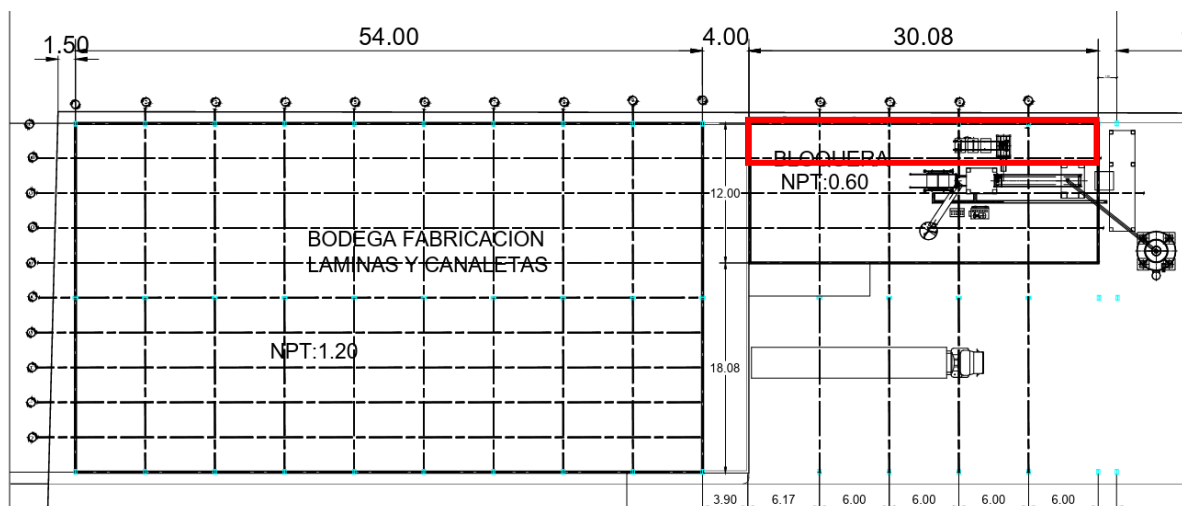 1.50
54.00
4.00
30.08
BLOQUERA
NPT:0.60
12.00
BODEGA FABRICACION
LAMINAS Y CANALETAS
NPT:1.20
18.08
3.90
6.17
6.00
6.00
6.00
6.00